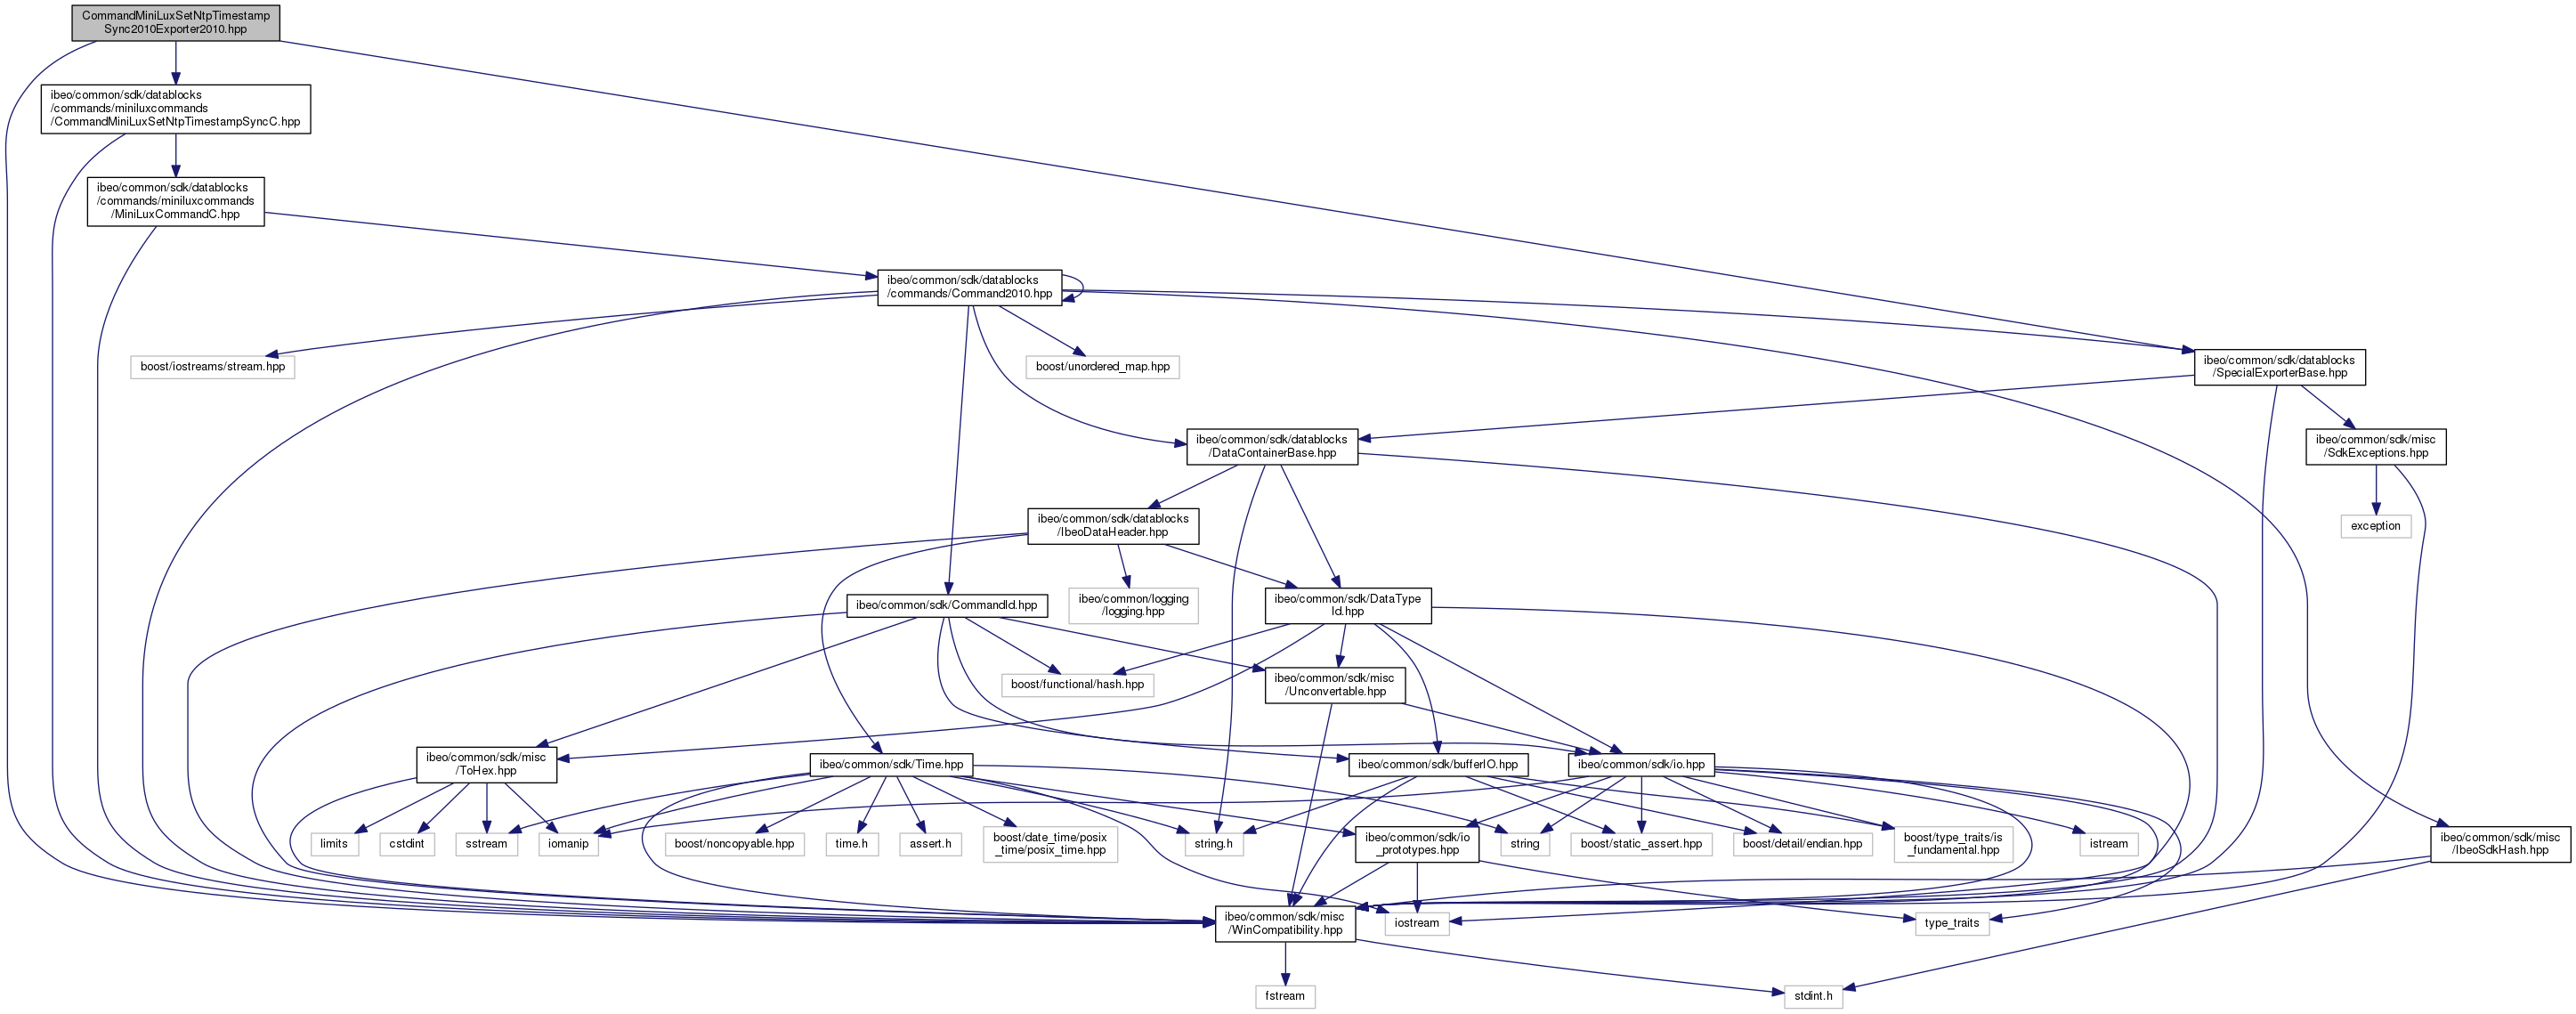 CommandMiniLuxSetNtpTimestamp
Sync2010Exporter2010.hpp
ibeo/common/sdk/datablocks
/commands/miniluxcommands
/CommandMiniLuxSetNtpTimestampSyncC.hpp
ibeo/common/sdk/datablocks
/commands/miniluxcommands
/MiniLuxCommandC.hpp
ibeo/common/sdk/datablocks
/commands/Command2010.hpp
boost/iostreams/stream.hpp
boost/unordered_map.hpp
ibeo/common/sdk/datablocks
/SpecialExporterBase.hpp
ibeo/common/sdk/datablocks
/DataContainerBase.hpp
ibeo/common/sdk/misc
/SdkExceptions.hpp
ibeo/common/sdk/datablocks
/IbeoDataHeader.hpp
exception
ibeo/common/sdk/CommandId.hpp
ibeo/common/logging
/logging.hpp
ibeo/common/sdk/DataType
Id.hpp
boost/functional/hash.hpp
ibeo/common/sdk/misc
/Unconvertable.hpp
ibeo/common/sdk/misc
/ToHex.hpp
ibeo/common/sdk/Time.hpp
ibeo/common/sdk/bufferIO.hpp
ibeo/common/sdk/io.hpp
limits
cstdint
sstream
iomanip
boost/noncopyable.hpp
time.h
assert.h
boost/date_time/posix
_time/posix_time.hpp
string.h
ibeo/common/sdk/io
_prototypes.hpp
string
boost/static_assert.hpp
boost/detail/endian.hpp
boost/type_traits/is
_fundamental.hpp
istream
ibeo/common/sdk/misc
/IbeoSdkHash.hpp
ibeo/common/sdk/misc
/WinCompatibility.hpp
iostream
type_traits
fstream
stdint.h